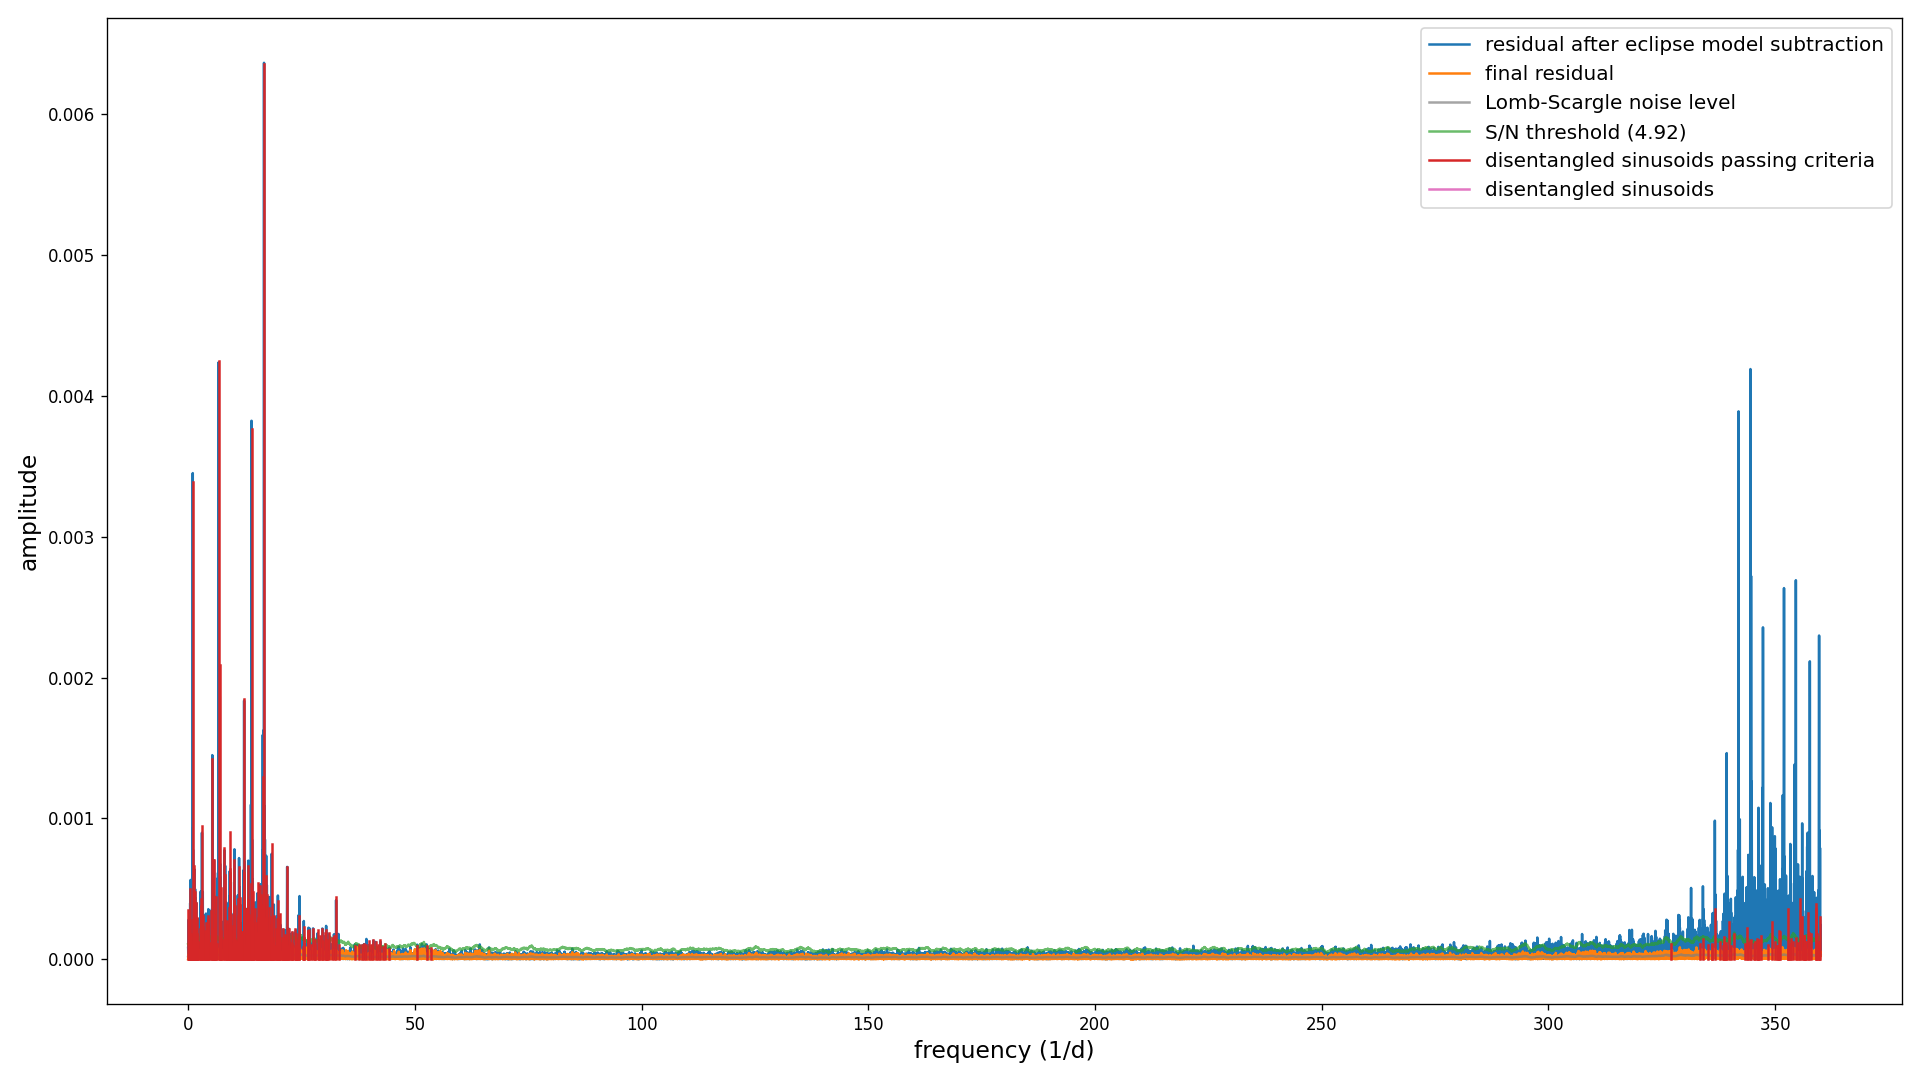 residual after eclipse model subtraction
final residual
Lomb-Scargle noise level
S/N threshold (4.92)
disentangled sinusoids passing criteria
disentangled sinusoids
amplitude
0.006
0.005
0.004
0.003
0.002
0.001
0.000
0 50 100 150 200 250 300 350
frequency (1/d)